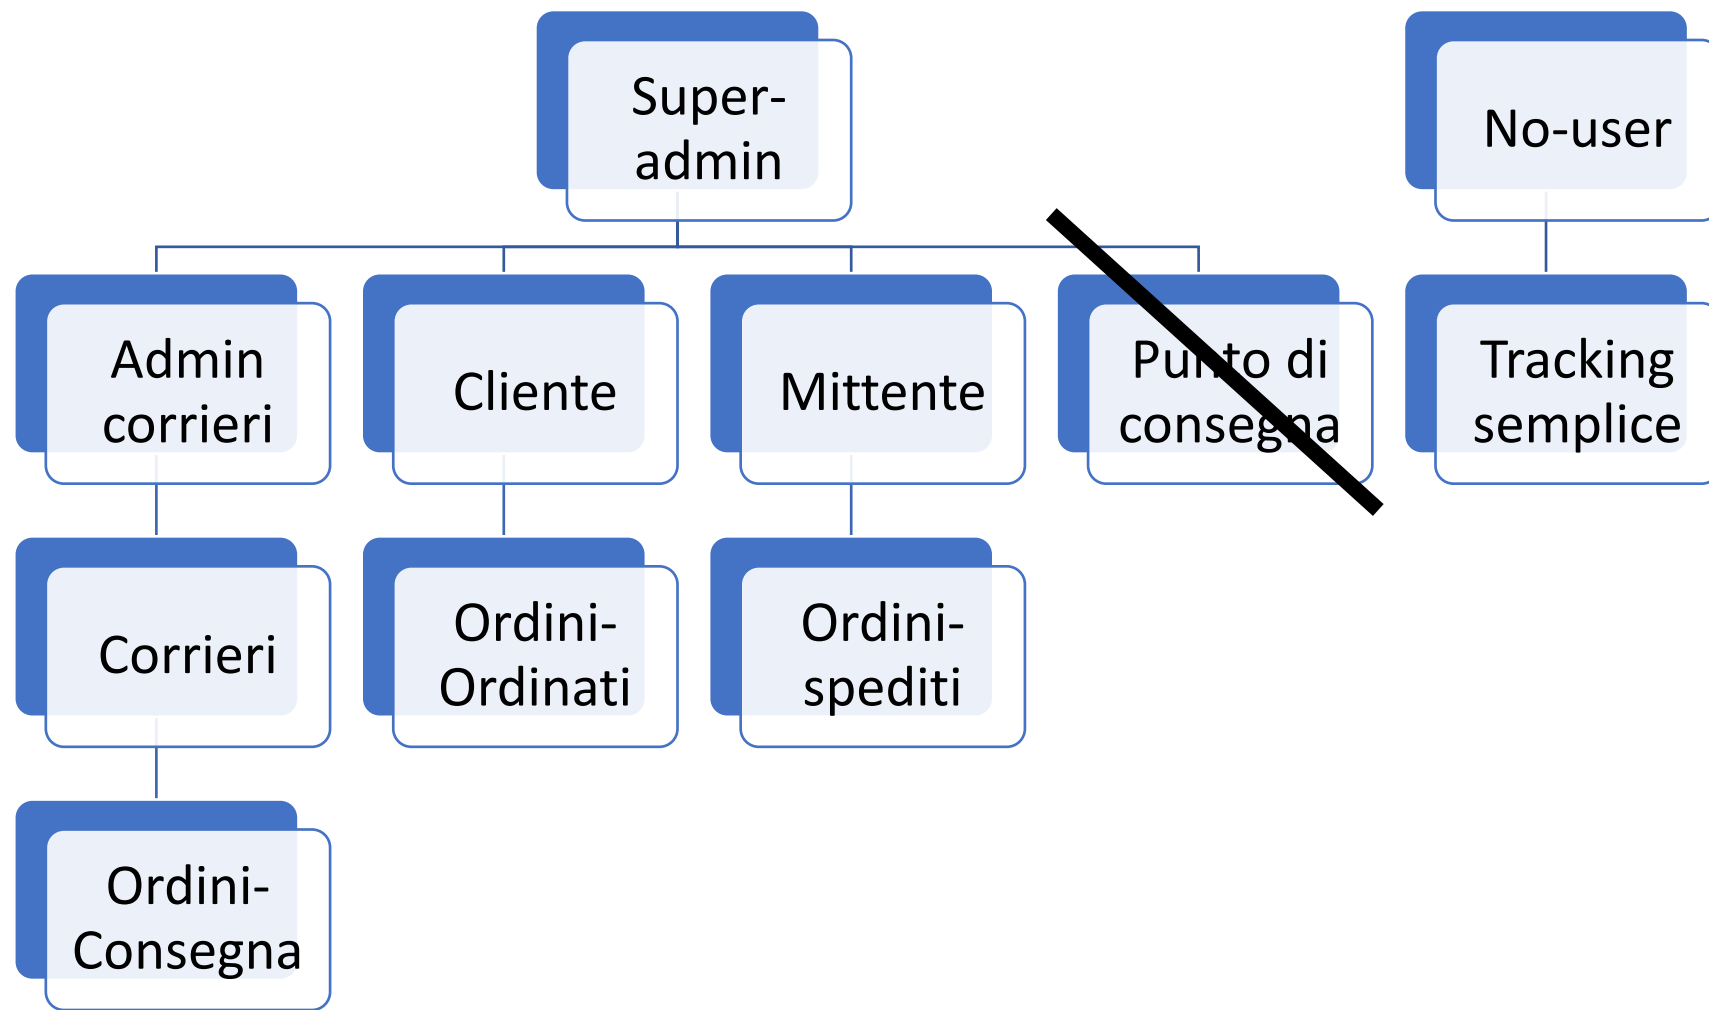 Super-
admin
No-user
Admin
corrieri
Cliente
Mittente
Punto di
consegna
Tracking
semplice
Corrieri
Ordini-
Ordinati
Ordini-
spediti
Ordini-
Consegna